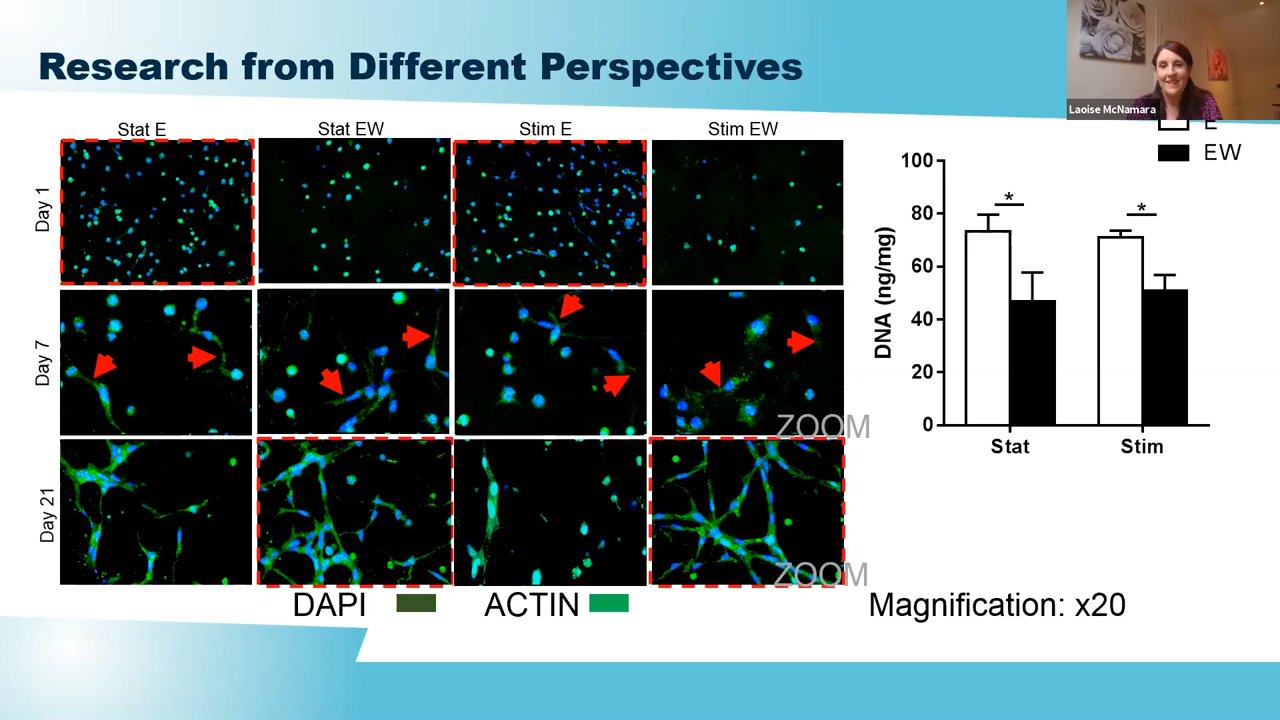 Research from Different Perspectives
Laoise McNamara
Stat E
Stat EW
Stim E
Stim EW
Day 1
Day 7
Day 21
ZOOM
ZOOM
DAPI
ACTIN
Magnification: x20
E
EW
DNA (ng/mg)
100
80
60
40
20
0
*
*
Stat
Stim